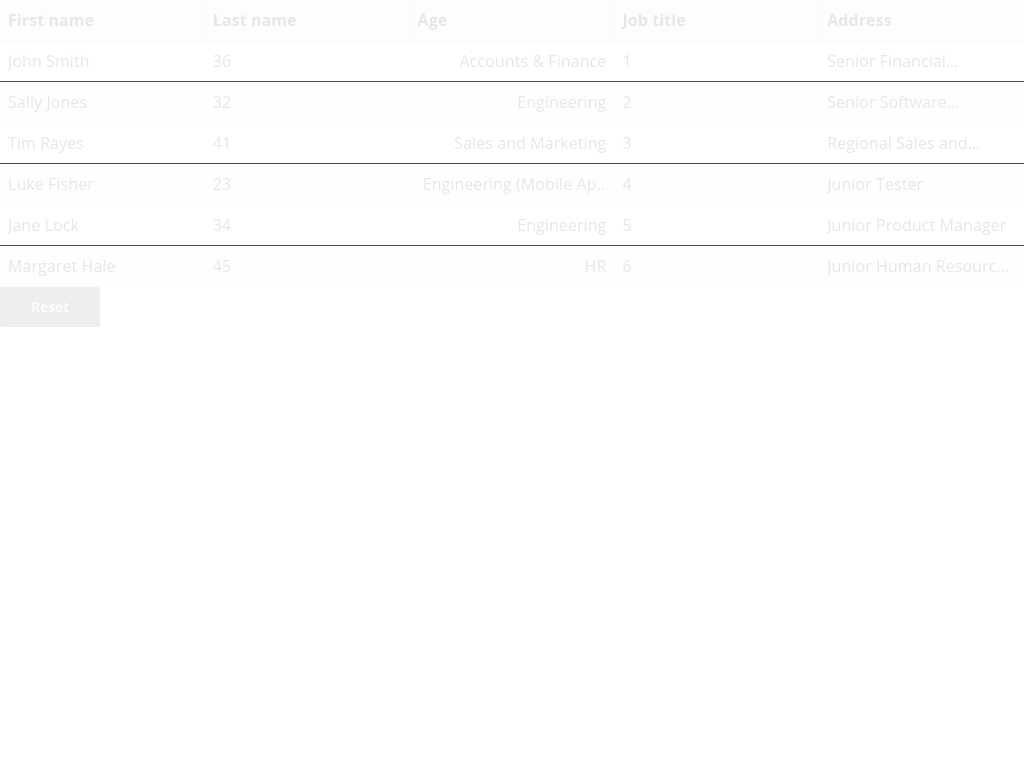 First name Last name Age Job title Address
John Smith 36 Accounts & Finance 1 Senior Financial...
Sally Jones 32 Engineering 2 Senior Software...
Tim Rayes 41 Sales and Marketing 3 Regional Sales and...
Luke Fisher 23 Engineering (Mobile Ap.. 4 Junior Tester
Jane Lock 34 Engineering 5 Junior Product Manager
Margaret Hale 45 HR 6 Junior Human Resourc...
Reset